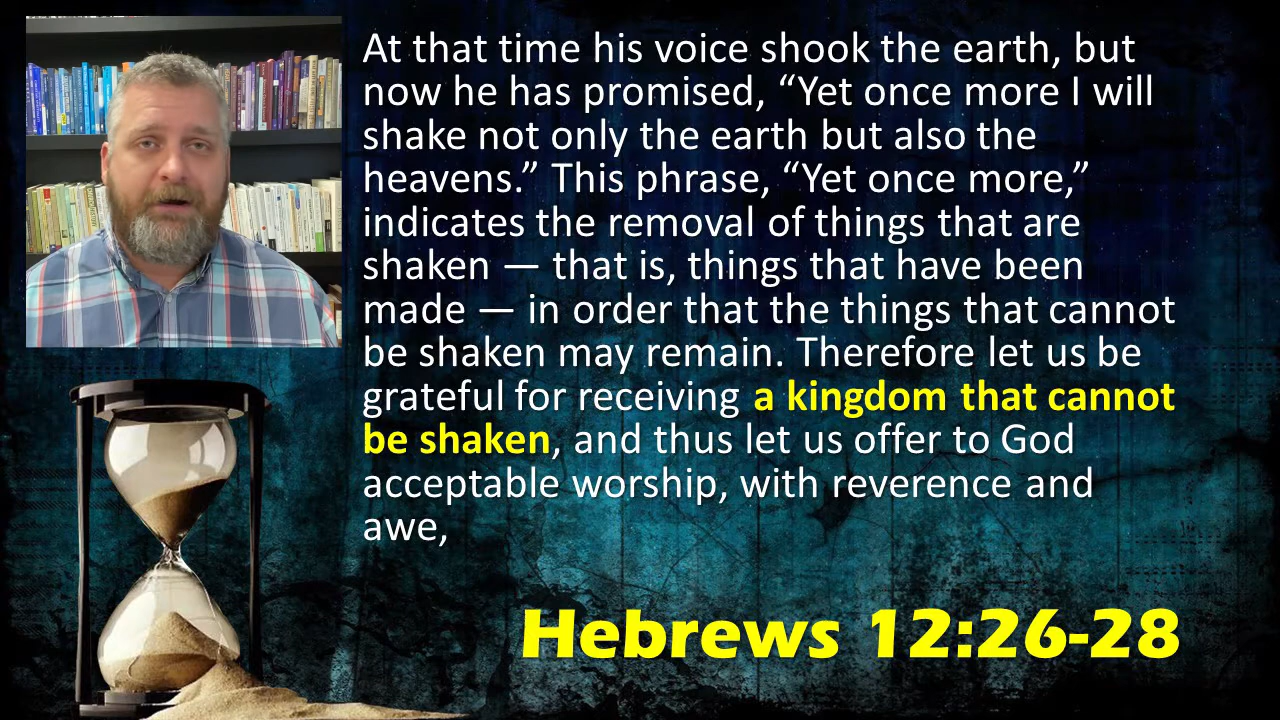 At that time his voice shook the earth, but
now he has promised, “Yet once more I will
shake not only the earth but also the
heavens.” This phrase, “Yet once more,”
indicates the removal of things that are
shaken — that is, things that have been
made — in order that the things that cannot
be shaken may remain. Therefore let us be
grateful for receiving a kingdom that cannot
be shaken, and thus let us offer to God
acceptable worship, with reverence and
awe,
Hebrews 12:26-28